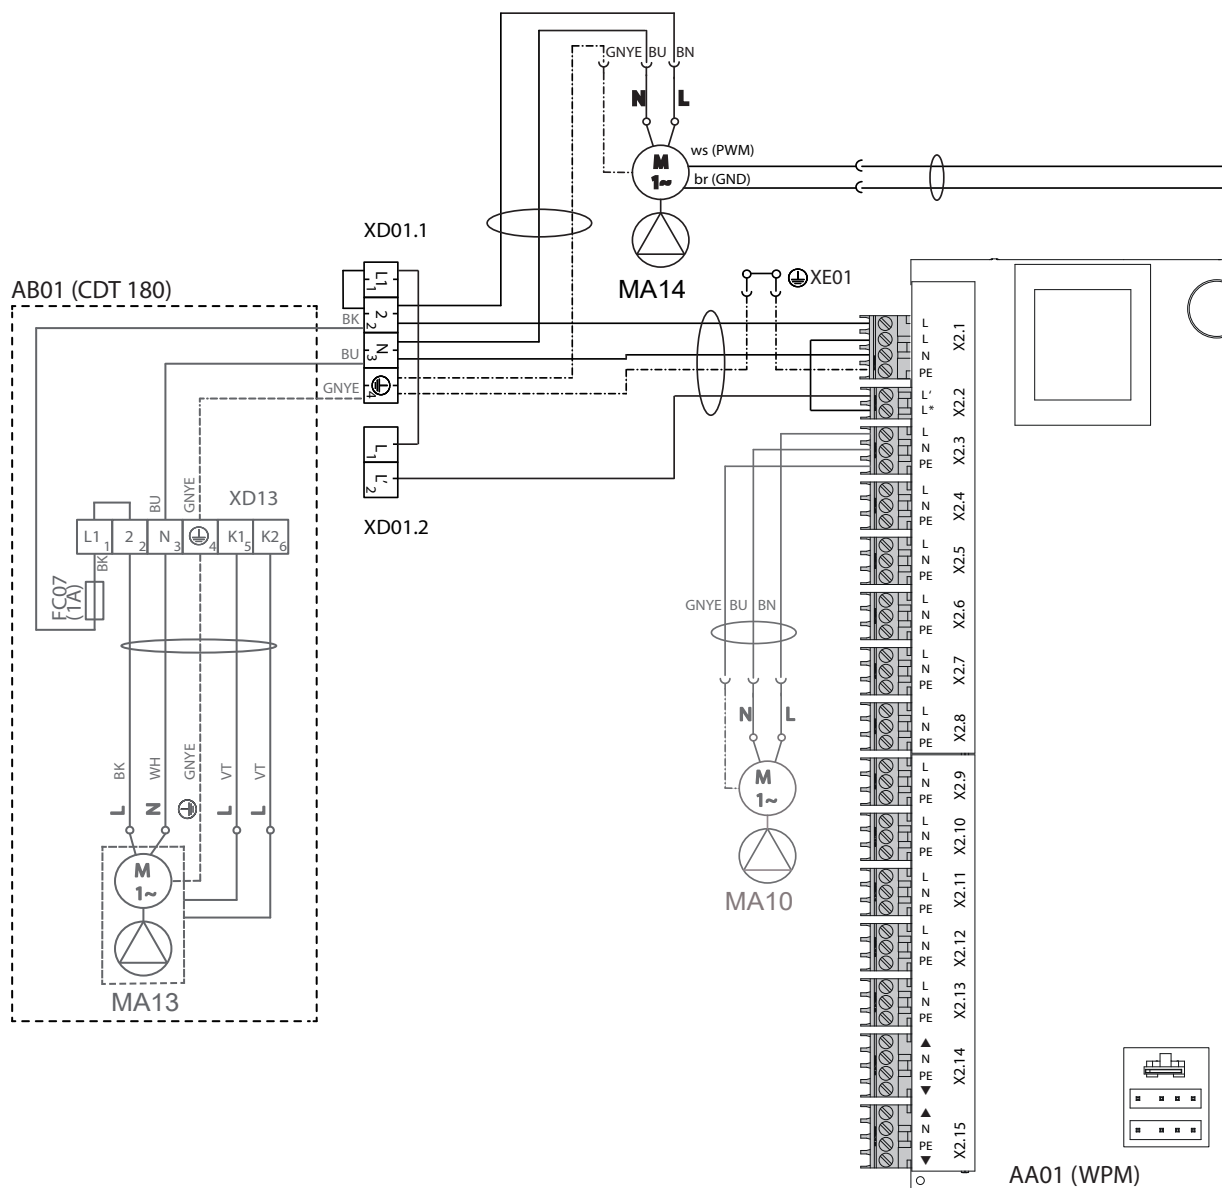 GNYE BU BN
N L
M
1~
ws (PWM)
br (GND)
MA14
XD01.1
L1 1
2 2
N 3
4
L 1
L' 2
XD01.2
XE01
AB01 (CDT 180)
BK
BU
GNYE
BU
GNYE
XD13
L1 1 2 2 N 3 4 K1 5 K2 6
BK
FC07
(1A)
BK
WH
GNYE
VT
VT
L N L L
M
1~
MA13
GNYE BU BN
N L
M
1~
MA10
L
L
N
PE
X2.1
L'
L*
X2.2
L
N
PE
X2.3
L
N
PE
X2.4
L
N
PE
X2.5
L
N
PE
X2.6
L
N
PE
X2.7
L
N
PE
X2.8
L
N
PE
X2.9
L
N
PE
X2.10
L
N
PE
X2.11
L
N
PE
X2.12
L
N
PE
X2.13
▲
N
PE
▼
X2.14
▲
N
PE
▼
X2.15
AA01 (WPM)